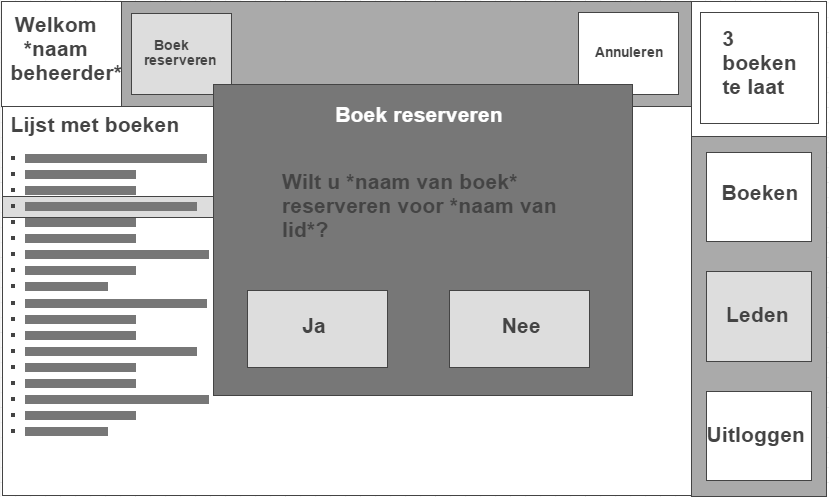 Welkom
*naam
beheerder*
Boek
reserveren
Annuleren
3
boeken
te laat
Lijst met boeken
Boek reserveren
Wilt u *naam van boek*
reserveren voor *naam van
lid*?
Ja
Nee
Boeken
Leden
Uitloggen